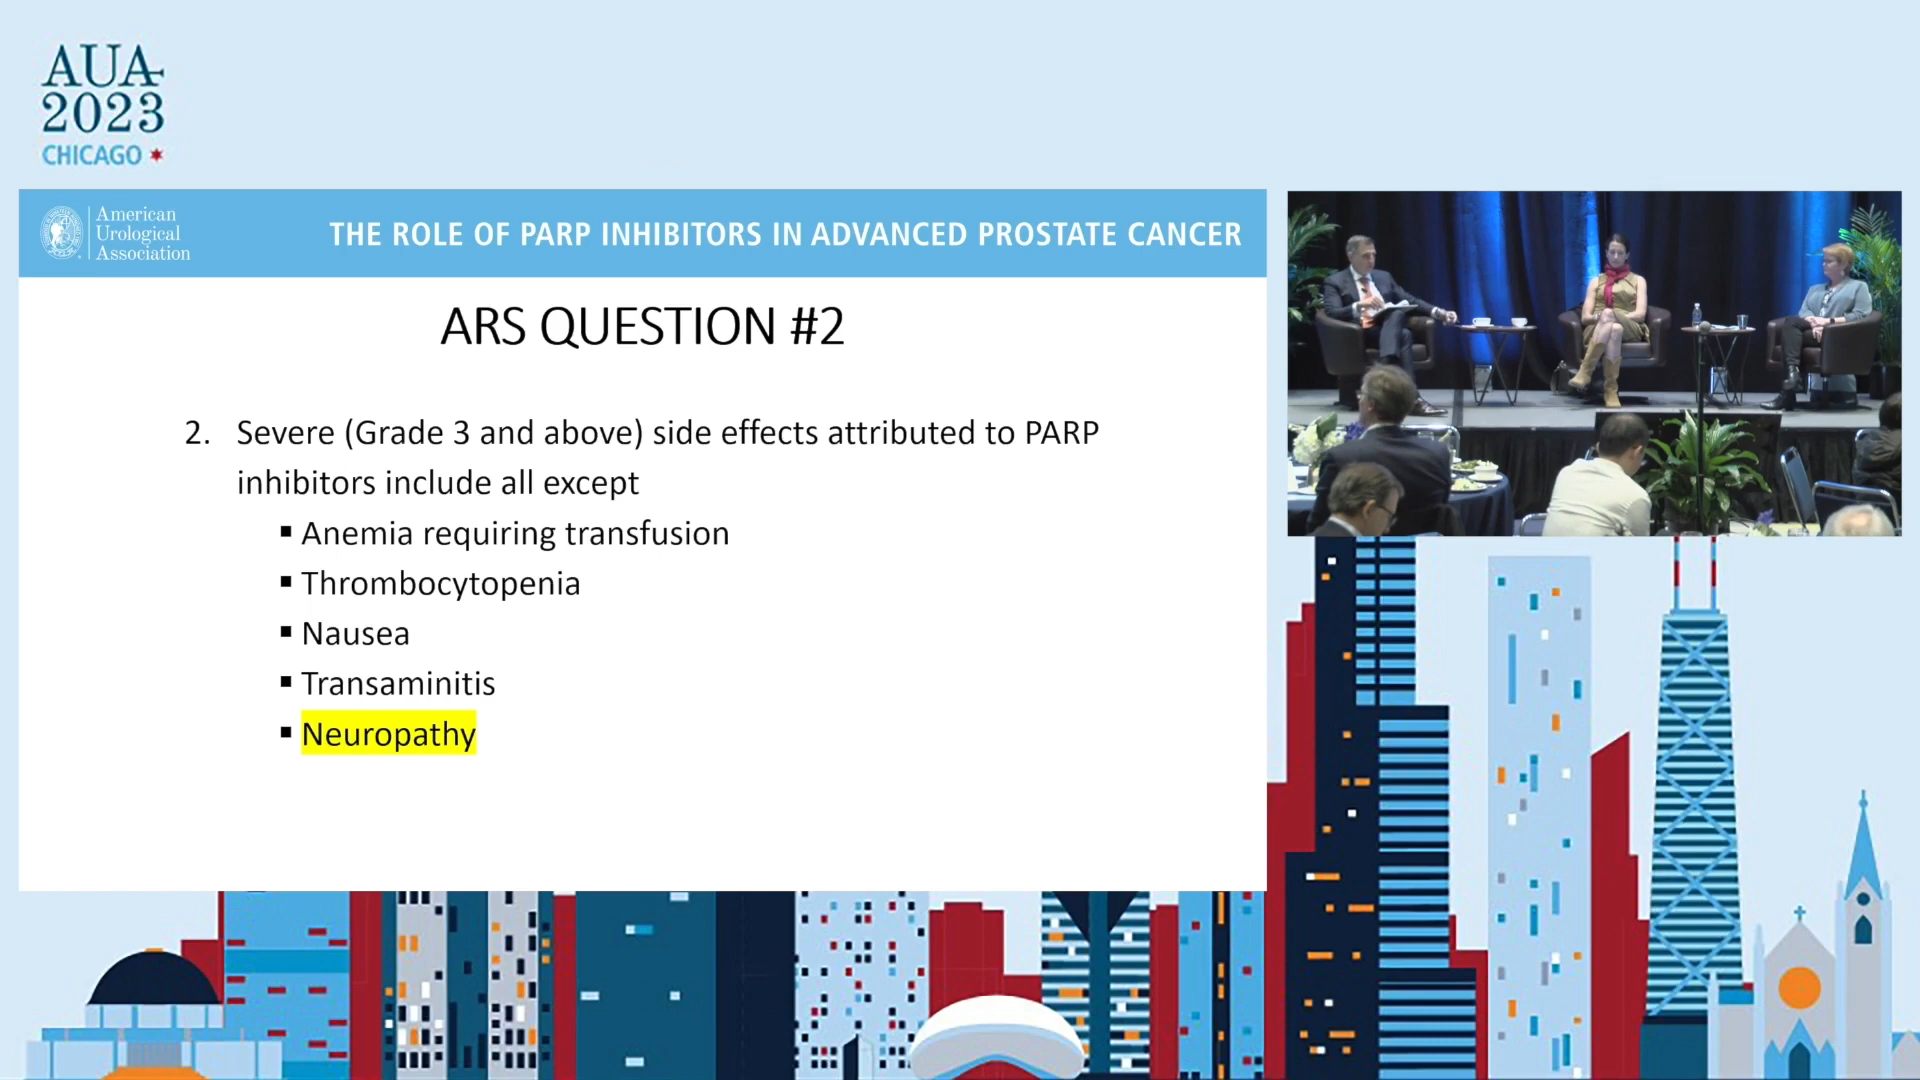 AUA
2023
CHICAGO
American
Urological
Association
THE ROLE OF PARP INHIBITORS IN ADVANCED PROSTATE CANCER
ARS QUESTION #2
2. Severe (Grade 3 and above) side effects attributed to PARP
inhibitors include all except
▪ Anemia requiring transfusion
▪ Thrombocytopenia
▪ Nausea
▪ Transaminitis
▪ Neuropathy